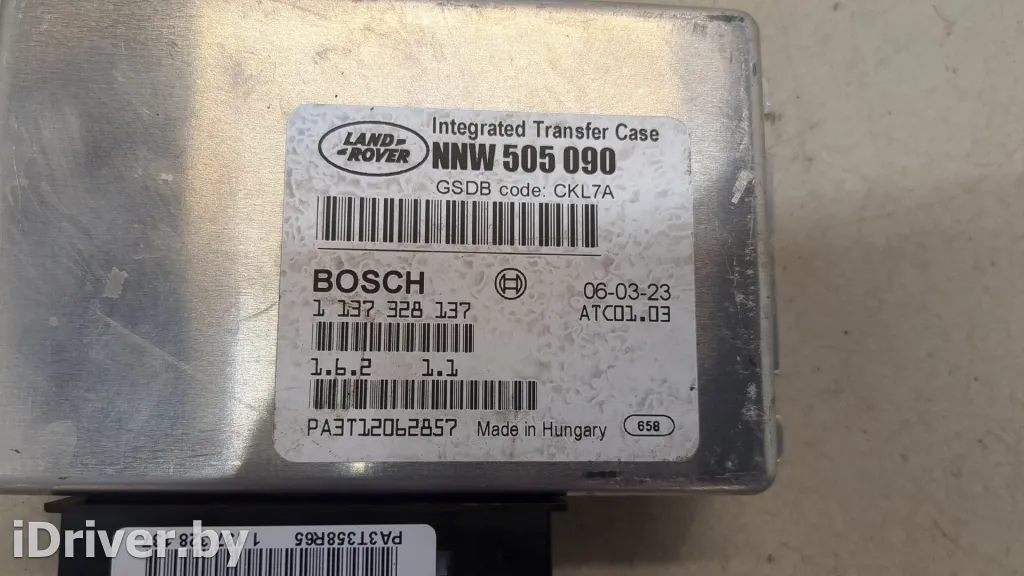 LAND
ROVER
Integrated Transfer Case
NNW 505 090
GSDB code: CKL7A
BOSCH
06-03-23
1 137 328 137
ATC01.03
1.6.2 1.1
PA3T12062857
Made in Hungary
658
PA3T358R65
iDriver.by